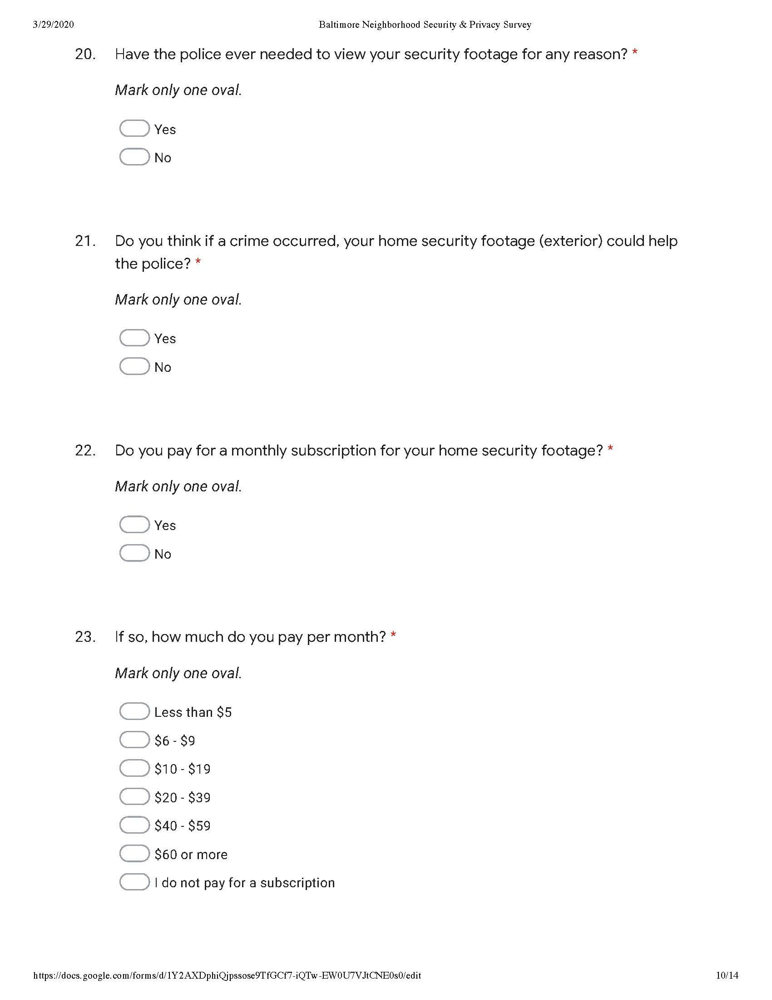 3/29/2020 Baltimore Neighborhood Security & Privacy Survey
20. Have the police ever needed to view your security footage for any reason? *
Mark only one oval.
Yes
No
21. Do you think if a crime occurred, your home security footage (exterior) could help
the police? *
Mark only one oval.
Yes
No
22. Do you pay for a monthly subscription for your home security footage? *
Mark only one oval.
Yes
No
23. If so, how much do you pay per month? *
Mark only one oval.
Less than $5
$6 - $9
$10 - $19
$20 - $39
$40 - $59
$60 or more
I do not pay for a subscription
https://docs.google.com/forms/d/1Y2AXDphiQjpssose9TfGCf7-iQTw-EW0U7VJtCNE0s0/edit 10/14